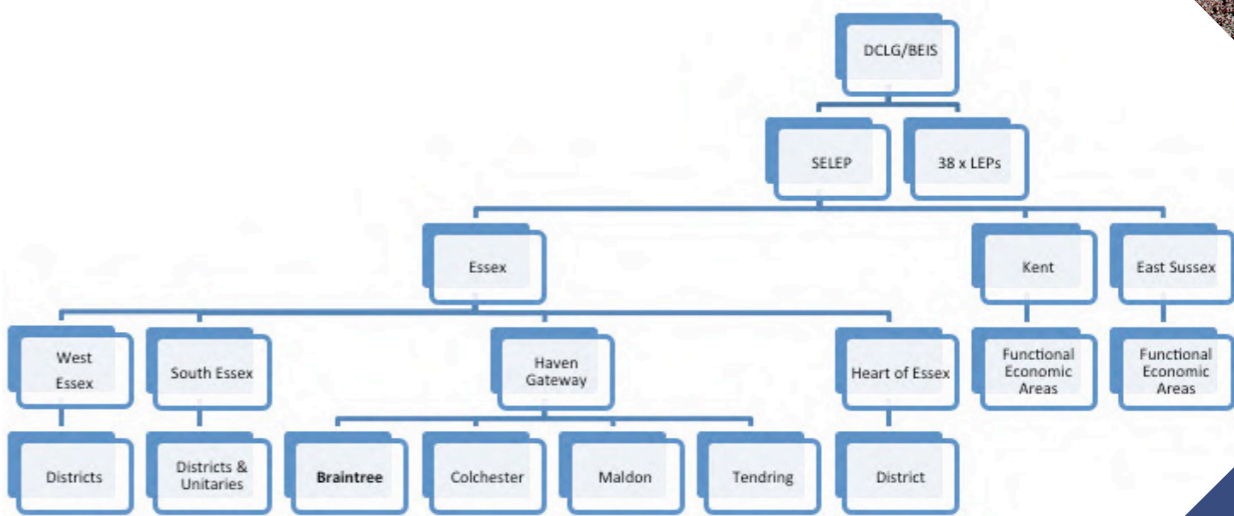 DCLG/BEIS
SELEP
38 x LEPs
Essex
Kent
East Sussex
West
Essex
South Essex
Haven
Gateway
Heart of Essex
Functional
Economic
Areas
Functional
Economic
Areas
Districts
Districts &
Unitaries
Braintree
Colchester
Maldon
Tendring
District